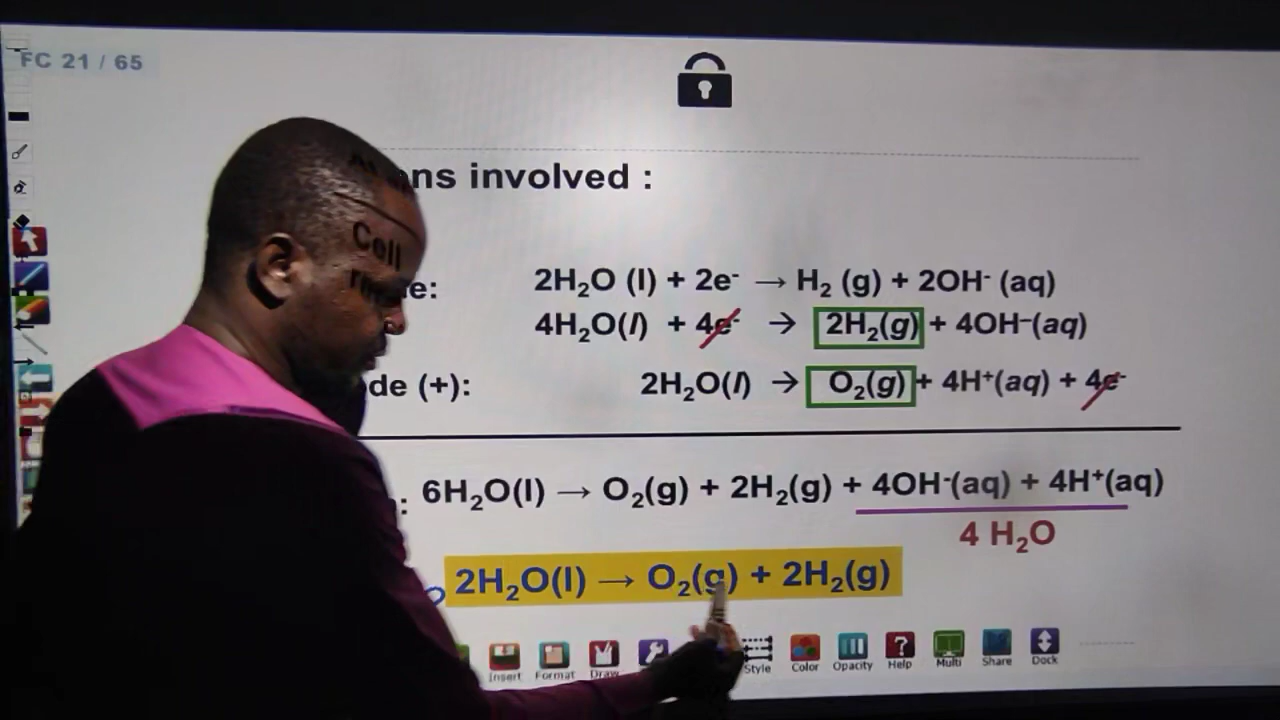 FC 21 / 65
ns involved :
Cell
e: 2H₂O (l) + 2e⁻ → H₂ (g) + 2OH⁻ (aq)
4H₂O(l) + 4e⁻ → 2H₂(g) + 4OH⁻(aq)
de (+): 2H₂O(l) → O₂(g) + 4H⁺(aq) + 4e⁻
: 6H₂O(l) → O₂(g) + 2H₂(g) + 4OH⁻(aq) + 4H⁺(aq)
4 H₂O
2H₂O(l) → O₂(g) + 2H₂(g)
Insert Format Draw Style Color Opacity Help Multi Share Dock